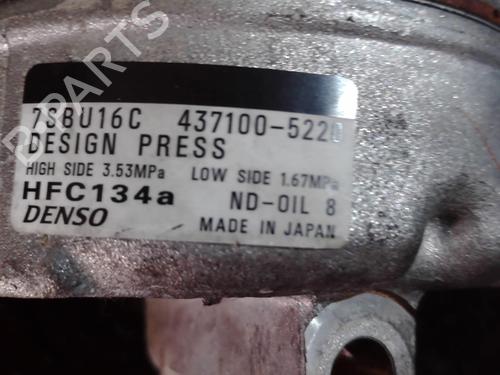 7SBU16C 437100-5220
DESIGN PRESS
HIGH SIDE 3.53MPa LOW SIDE 1.67MPa
HFC134a ND-OIL 8
DENSO MADE IN JAPAN